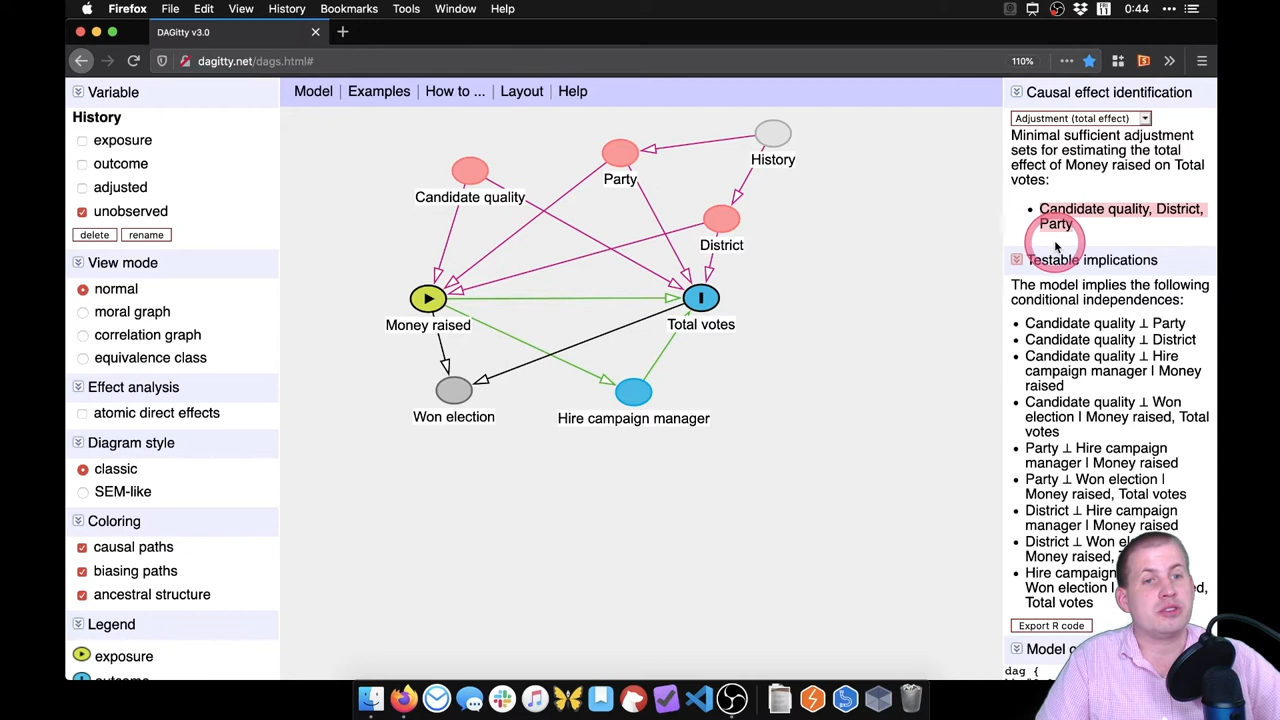 Firefox File Edit View History Bookmarks Tools Window Help
0:44
DAGitty v3.0
dagitty.net/dags.html#
110%
Variable
History
exposure
outcome
adjusted
unobserved
delete rename
View mode
normal
moral graph
correlation graph
equivalence class
Effect analysis
atomic direct effects
Diagram style
classic
SEM-like
Coloring
causal paths
biasing paths
ancestral structure
Legend
exposure
Model | Examples | How to ... | Layout | Help
History
Party
Candidate quality
District
Money raised
Total votes
Won election
Hire campaign manager
Causal effect identification
Adjustment (total effect)
Minimal sufficient adjustment
sets for estimating the total
effect of Money raised on Total
votes:
• Candidate quality, District,
Party
Testable implications
The model implies the following
conditional independences:
• Candidate quality ⊥ Party
• Candidate quality ⊥ District
• Candidate quality ⊥ Hire
campaign manager | Money
raised
• Candidate quality ⊥ Won
election | Money raised, Total
votes
• Party ⊥ Hire campaign
manager | Money raised
• Party ⊥ Won election |
Money raised, Total votes
• District ⊥ Hire campaign
manager | Money raised
• District ⊥ Won
Money raised,
• Hire campaign
Won election
Total votes
Export R code
Model
dag {